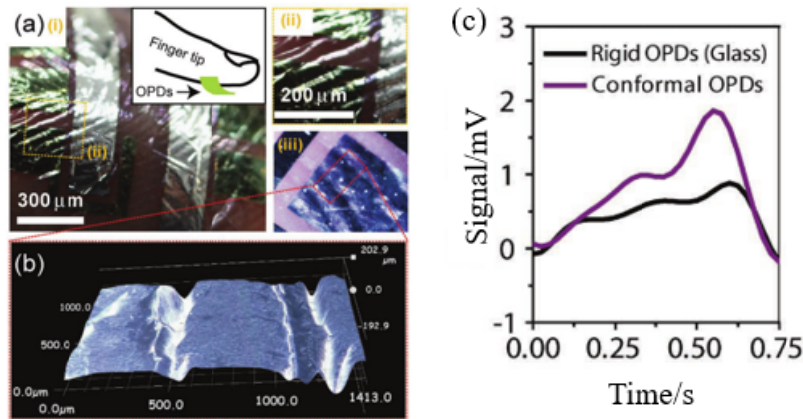 (a) (i)
Finger tip
OPDs
(ii)
300 μm
(ii)
200 μm
(iii)
(b)
202.9
μm
0.0
-192.9
1000.0
500.0
0.0μm
0.0μm
500.0
1000.0
1413.0
(c)
Rigid OPDs (Glass)
Conformal OPDs
Signal/mV
3
2
1
0
-1
0.00 0.25 0.50 0.75
Time/s